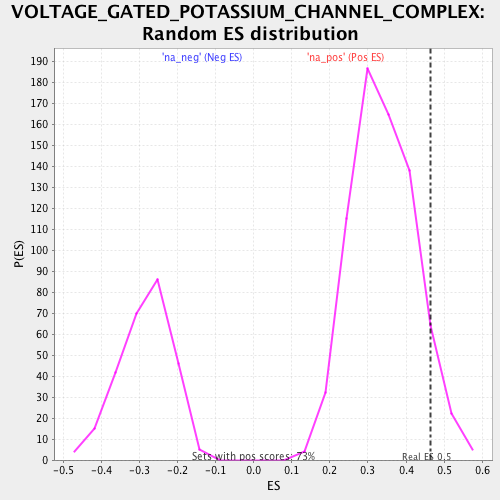 VOLTAGE_GATED_POTASSIUM_CHANNEL_COMPLEX:
Random ES distribution
'na_neg' (Neg ES) 'na_pos' (Pos ES)
190
180
170
160
150
140
130
120
110
100
90
80
70
60
50
40
30
20
10
0
P(ES)
Sets with pos scores: 73%
Real ES 0.5
-0.5 -0.4 -0.3 -0.2 -0.1 0.0 0.1 0.2 0.3 0.4 0.5 0.6
ES